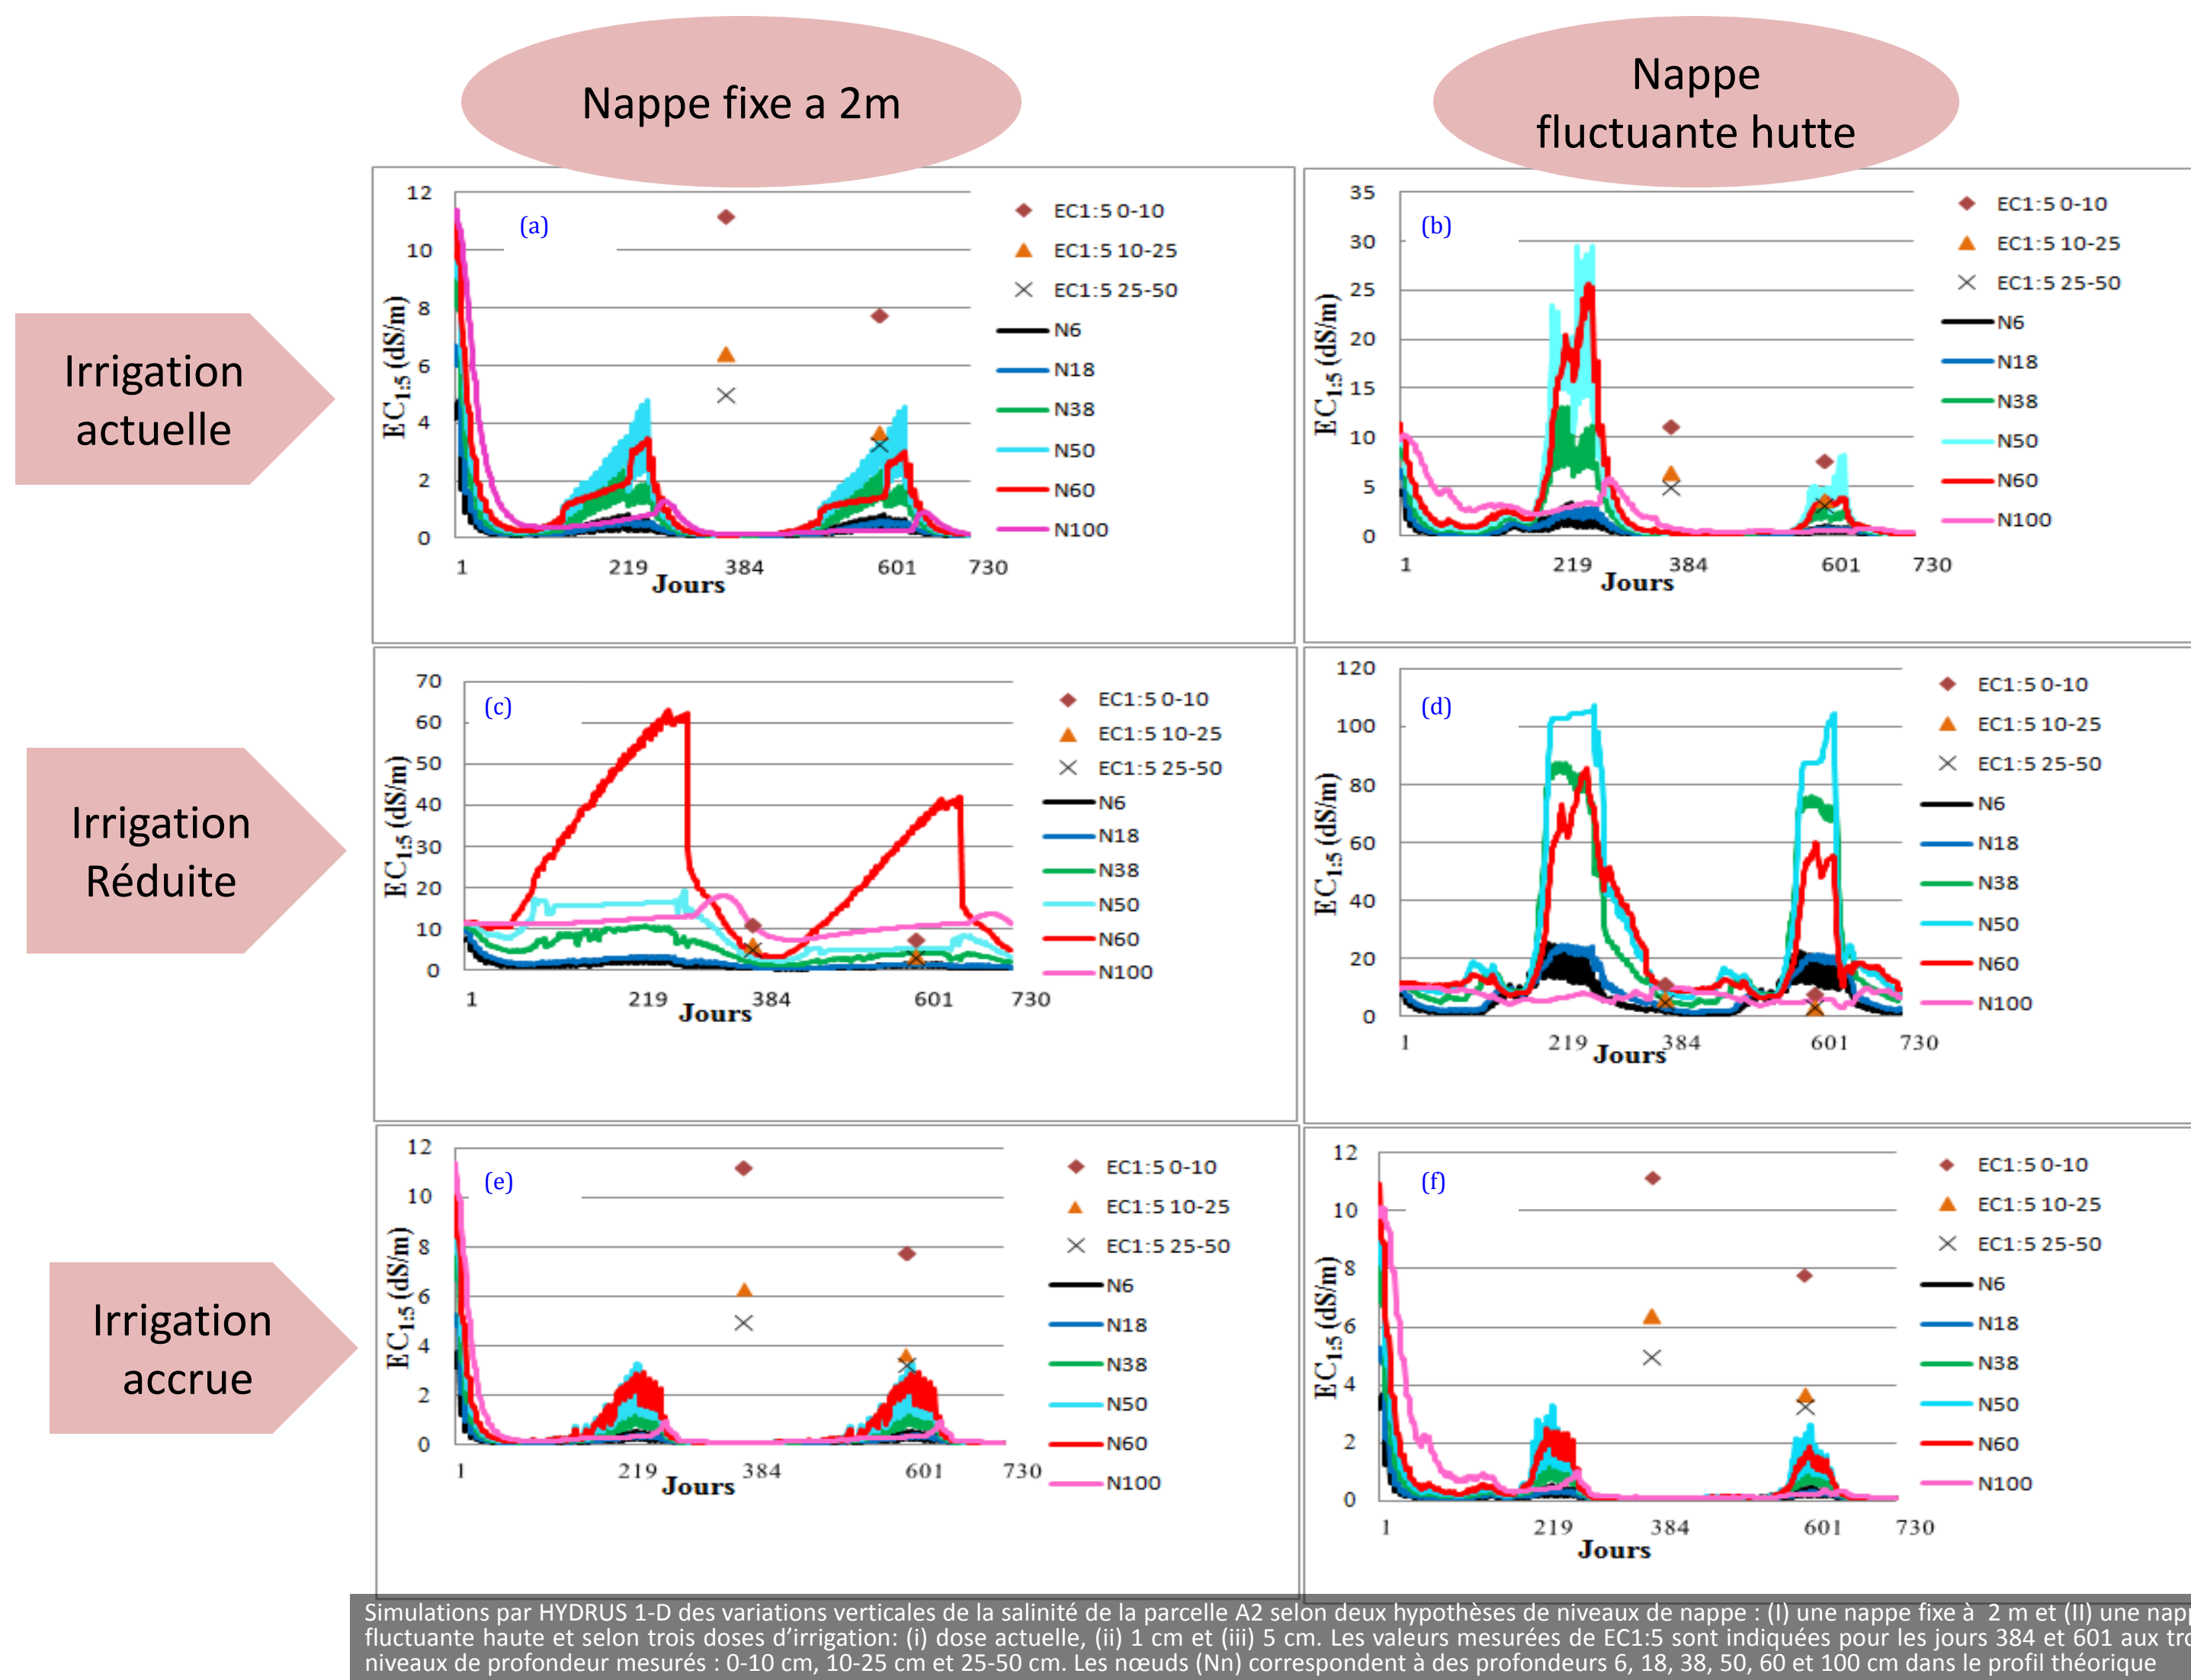 Nappe fixe a 2m
Nappe
fluctuante hutte
Irrigation
actuelle
(a)
EC1:5 (dS/m)
12
10
8
6
4
2
0
1 219 384 601 730
Jours
EC1:5 0-10
EC1:5 10-25
EC1:5 25-50
N6
N18
N38
N50
N60
N100
(b)
EC1:5 (dS/m)
35
30
25
20
15
10
5
0
1 219 384 601 730
Jours
EC1:5 0-10
EC1:5 10-25
EC1:5 25-50
N6
N18
N38
N50
N60
N100
Irrigation
Réduite
(c)
EC1:5 (dS/m)
70
60
50
40
30
20
10
0
1 219 384 601 730
Jours
EC1:5 0-10
EC1:5 10-25
EC1:5 25-50
N6
N18
N38
N50
N60
N100
(d)
EC1:5 (dS/m)
120
100
80
60
40
20
0
1 219 384 601 730
Jours
EC1:5 0-10
EC1:5 10-25
EC1:5 25-50
N6
N18
N38
N50
N60
N100
Irrigation
accrue
(e)
EC1:5 (dS/m)
12
10
8
6
4
2
0
1 219 384 601 730
Jours
EC1:5 0-10
EC1:5 10-25
EC1:5 25-50
N6
N18
N38
N50
N60
N100
(f)
EC1:5 (dS/m)
12
10
8
6
4
2
0
1 219 384 601 730
Jours
EC1:5 0-10
EC1:5 10-25
EC1:5 25-50
N6
N18
N38
N50
N60
N100
Simulations par HYDRUS 1-D des variations verticales de la salinité de la parcelle A2 selon deux hypothèses de niveaux de nappe : (I) une nappe fixe à 2 m et (II) une
fluctuante haute et selon trois doses d'irrigation: (i) dose actuelle, (ii) 1 cm et (iii) 5 cm. Les valeurs mesurées de EC1:5 sont indiquées pour les jours 384 et 601 aux
niveaux de profondeur mesurés : 0-10 cm, 10-25 cm et 25-50 cm. Les nœuds (Nn) correspondent à des profondeurs 6, 18, 38, 50, 60 et 100 cm dans le profil théorique